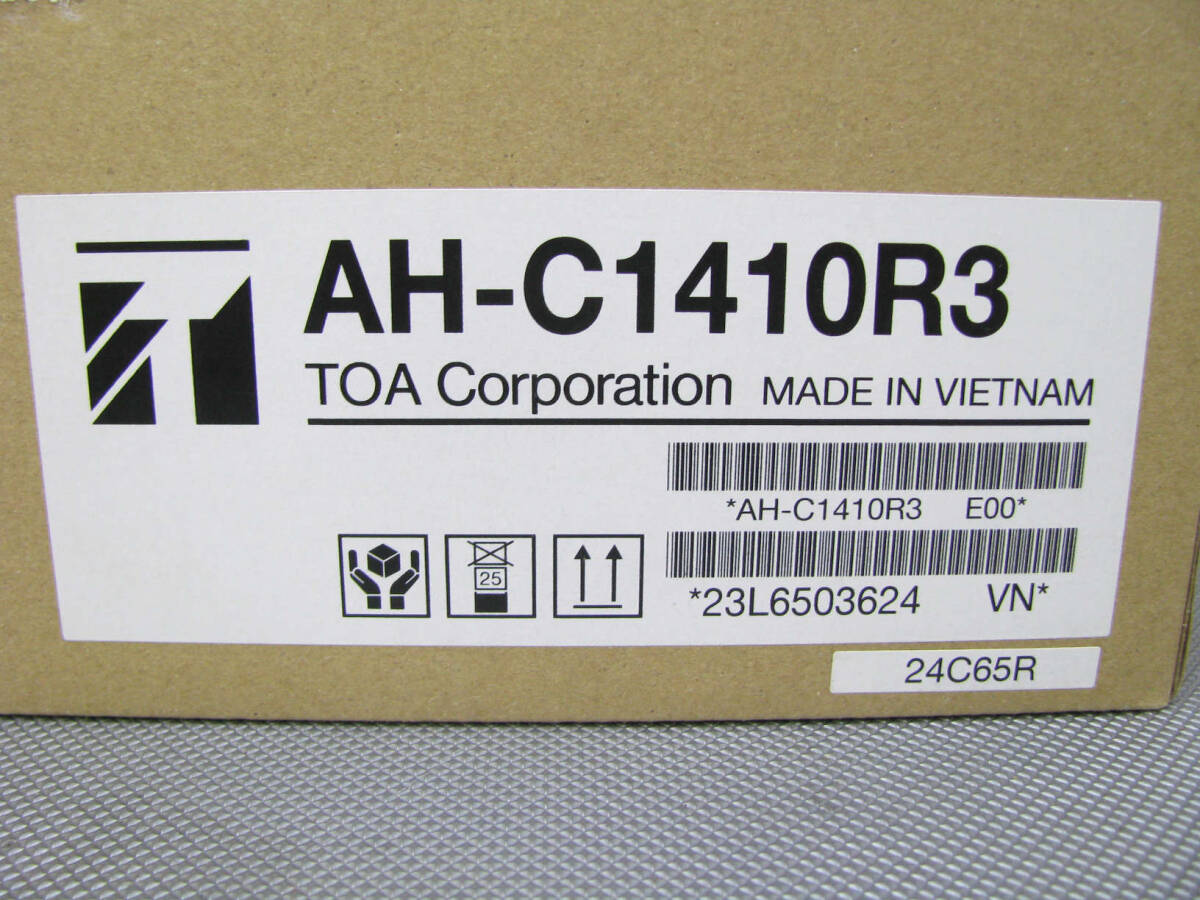 AH-C1410R3
TOA Corporation MADE IN VIETNAM
*AH-C1410R3 E00*
25
*23L6503624 VN*
24C65R